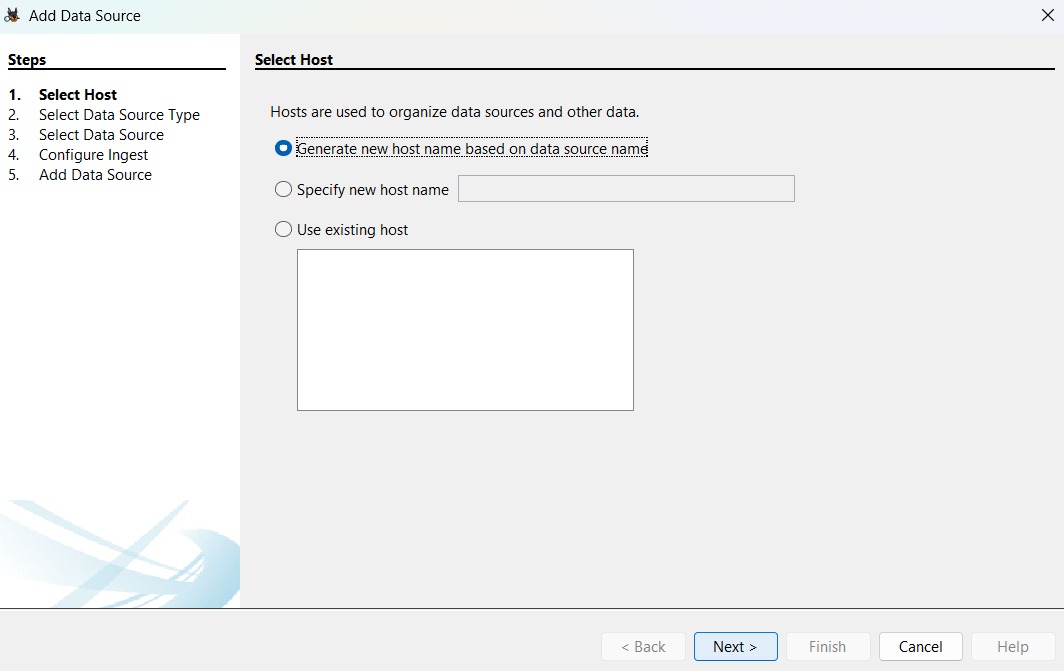 Add Data Source
Steps
1. Select Host
2. Select Data Source Type
3. Select Data Source
4. Configure Ingest
5. Add Data Source
Select Host
Hosts are used to organize data sources and other data.
Generate new host name based on data source name
Specify new host name
Use existing host
< Back Next > Finish Cancel Help